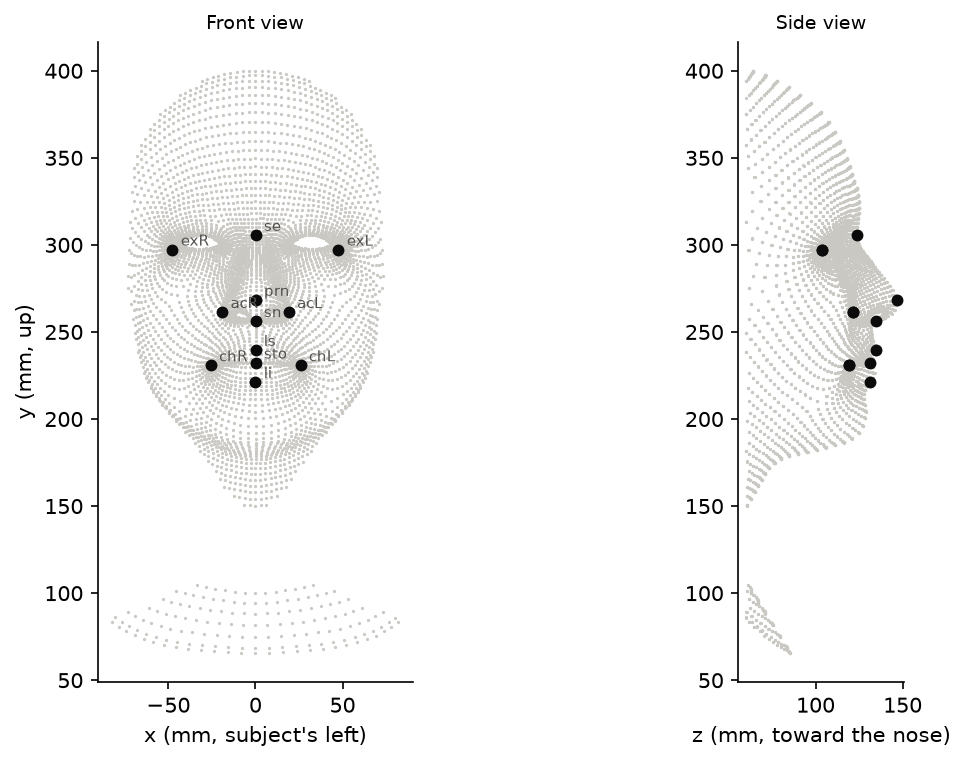 Front view
400
350
300
250
200
150
100
50
y (mm, up)
−50
0
50
x (mm, subject's left)
exR
se
exL
prn
acR
acL
sn
ls
sto
chR
chL
li
Side view
400
350
300
250
200
150
100
50
100
150
z (mm, toward the nose)